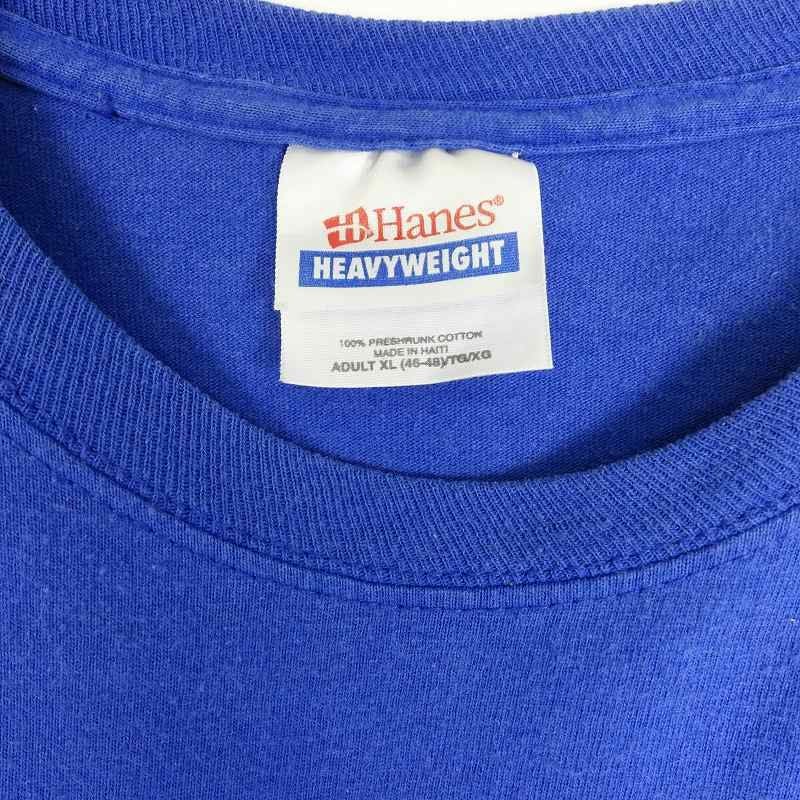 Hanes®
HEAVYWEIGHT
100% PRESHRUNK COTTON
MADE IN HAITI
ADULT XL (46-48)/TG/XG